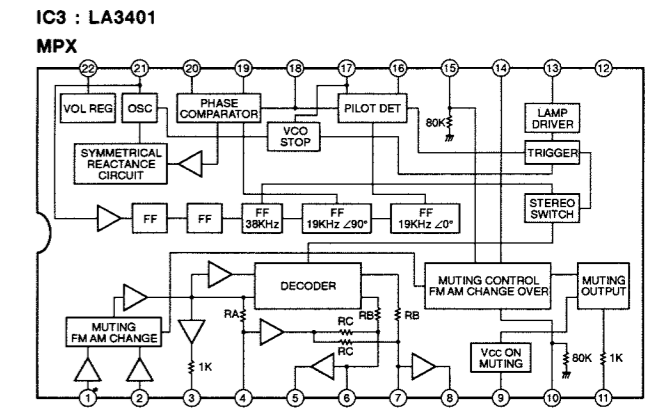 IC3 : LA3401
MPX
22 21 20 19 18 17 16 15 14 13 12
VOL REG
OSC
PHASE
COMPARATOR
PILOT DET
VCO
STOP
80K
LAMP
DRIVER
TRIGGER
SYMMETRICAL
REACTANCE
CIRCUIT
STEREO
SWITCH
FF
FF
FF
38KHz
FF
19KHz ∠90°
FF
19KHz ∠0°
DECODER
MUTING CONTROL
FM AM CHANGE OVER
MUTING
OUTPUT
MUTING
FM AM CHANGE
RA
RB
RB
RC
RC
1K
Vcc ON
MUTING
80K
1K
1 2 3 4 5 6 7 8 9 10 11